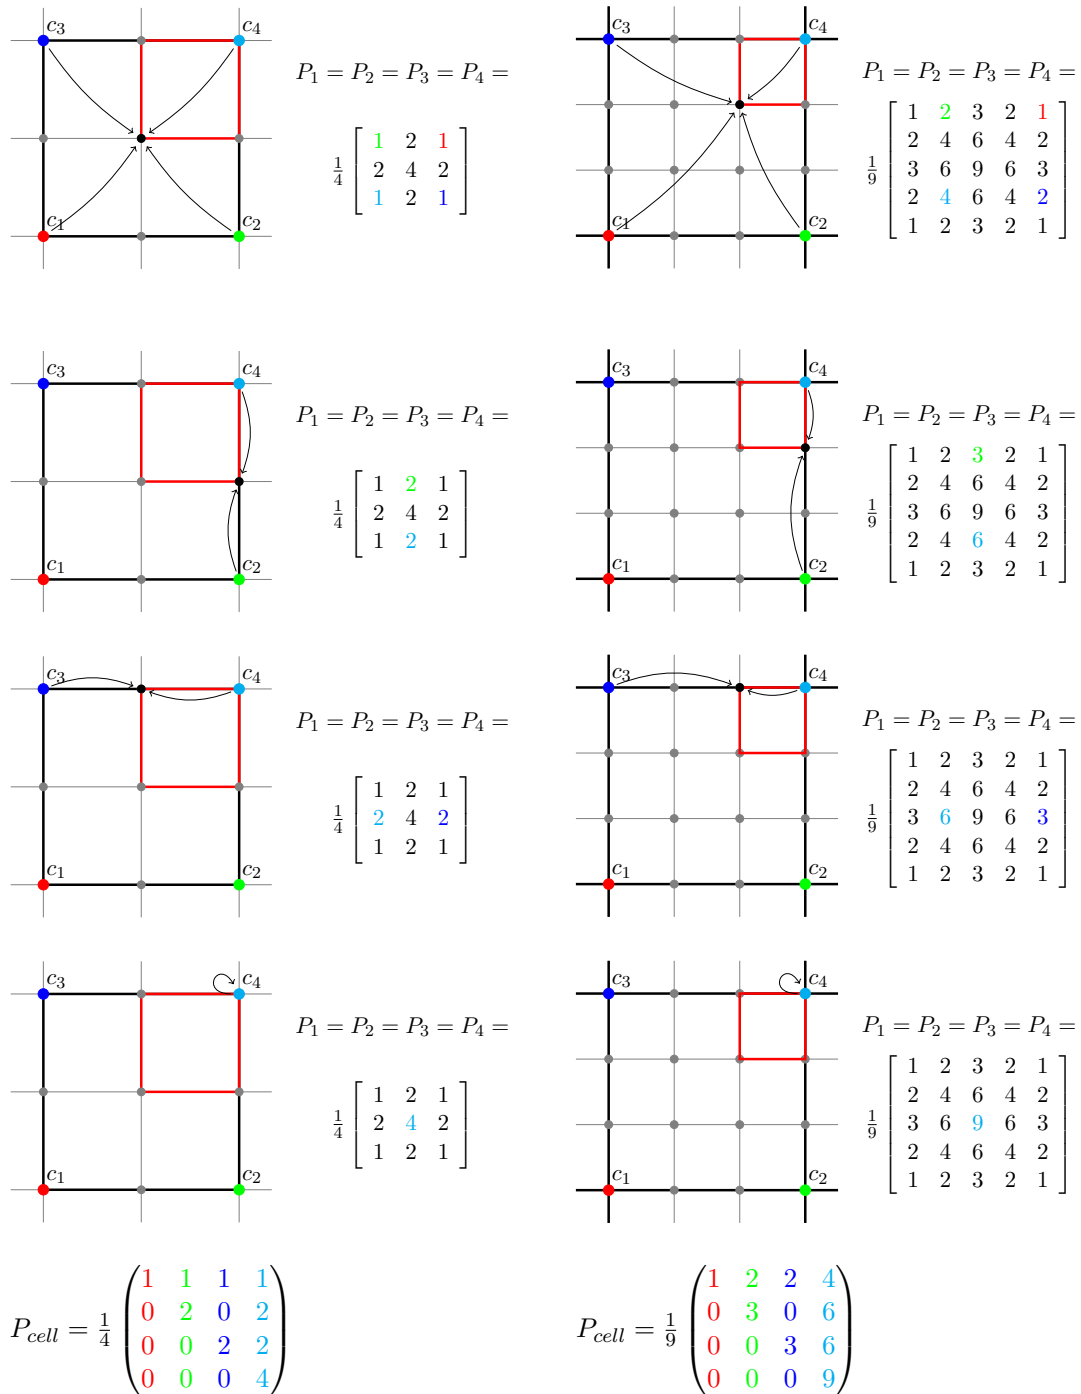 c₃ c₄ P₁ = P₂ = P₃ = P₄ =
1/4 [ 1 2 1
2 4 2
1 2 1 ]
c₁ c₂
c₃ c₄ P₁ = P₂ = P₃ = P₄ =
1/9 [ 1 2 3 2 1
2 4 6 4 2
3 6 9 6 3
2 4 6 4 2
1 2 3 2 1 ]
c₁ c₂
c₃ c₄ P₁ = P₂ = P₃ = P₄ =
1/4 [ 1 2 1
2 4 2
1 2 1 ]
c₁ c₂
c₃ c₄ P₁ = P₂ = P₃ = P₄ =
1/9 [ 1 2 3 2 1
2 4 6 4 2
3 6 9 6 3
2 4 6 4 2
1 2 3 2 1 ]
c₁ c₂
c₃ c₄ P₁ = P₂ = P₃ = P₄ =
1/4 [ 1 2 1
2 4 2
1 2 1 ]
c₁ c₂
c₃ c₄ P₁ = P₂ = P₃ = P₄ =
1/9 [ 1 2 3 2 1
2 4 6 4 2
3 6 9 6 3
2 4 6 4 2
1 2 3 2 1 ]
c₁ c₂
c₃ c₄ P₁ = P₂ = P₃ = P₄ =
1/4 [ 1 2 1
2 4 2
1 2 1 ]
c₁ c₂
c₃ c₄ P₁ = P₂ = P₃ = P₄ =
1/9 [ 1 2 3 2 1
2 4 6 4 2
3 6 9 6 3
2 4 6 4 2
1 2 3 2 1 ]
c₁ c₂
P_cell = 1/4 ( 1 1 1 1
0 2 0 2
0 0 2 2
0 0 0 4 )
P_cell = 1/9 ( 1 2 2 4
0 3 0 6
0 0 3 6
0 0 0 9 )